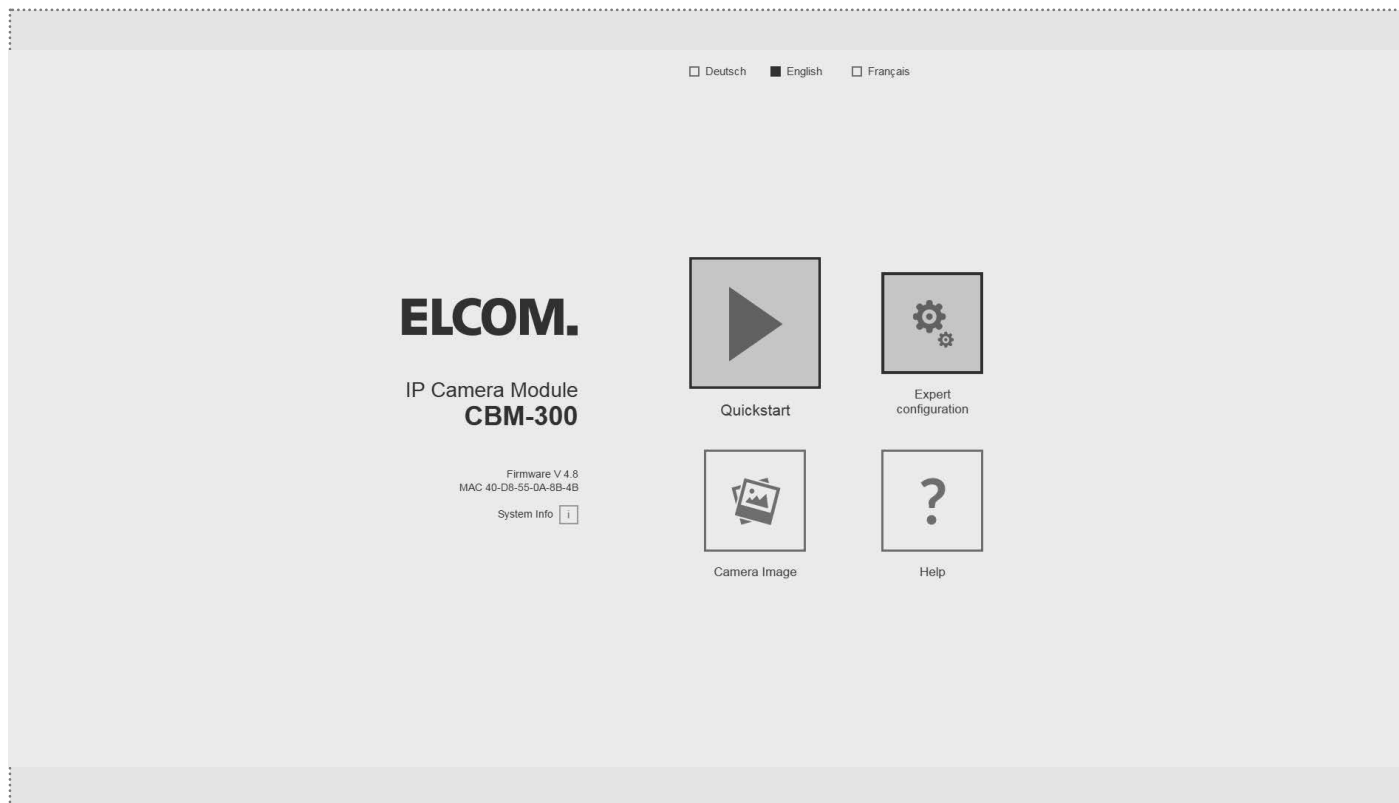 Deutsch English Français
ELCOM.
IP Camera Module
CBM-300
Firmware V 4.8
MAC 40-D8-55-0A-8B-4B
System Info i
Quickstart
Expert
configuration
Camera Image
?
Help